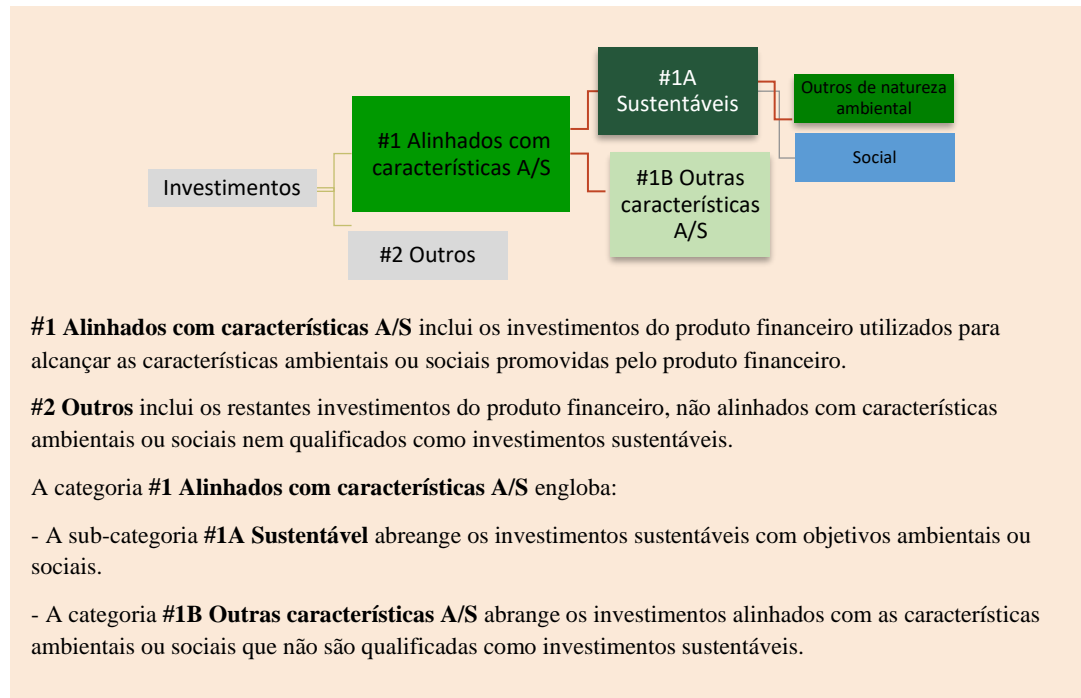 #1A
Sustentáveis
Outros de natureza
ambiental
#1 Alinhados com
características A/S
Social
Investimentos
#1B Outras
características
A/S
#2 Outros
#1 Alinhados com características A/S inclui os investimentos do produto financeiro utilizados para
alcançar as características ambientais ou sociais promovidas pelo produto financeiro.
#2 Outros inclui os restantes investimentos do produto financeiro, não alinhados com características
ambientais ou sociais nem qualificados como investimentos sustentáveis.
A categoria #1 Alinhados com características A/S engloba:
- A sub-categoria #1A Sustentável abreange os investimentos sustentáveis com objetivos ambientais ou
sociais.
- A categoria #1B Outras características A/S abrange os investimentos alinhados com as características
ambientais ou sociais que não são qualificadas como investimentos sustentáveis.